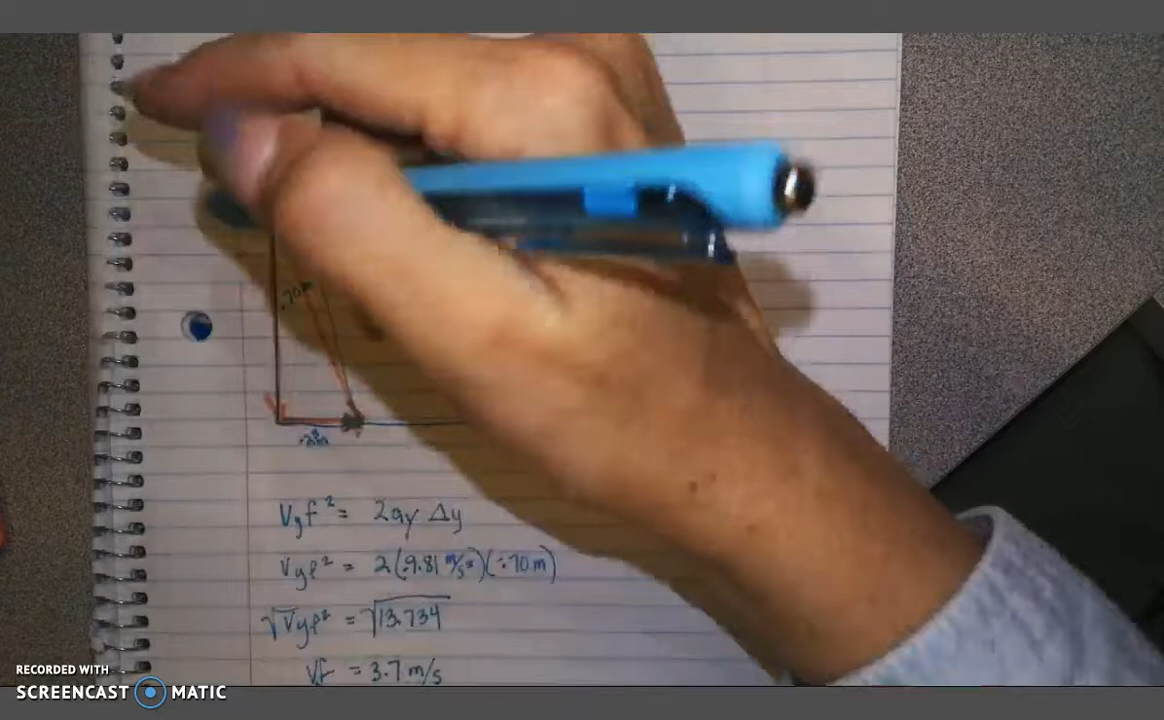 .70m
.28m
Vyf² = 2ay Δy
Vyf² = 2(-9.81 m/s²)(-.70m)
√Vyf² = √13.734
Vf = 3.7 m/s
RECORDED WITH
SCREENCAST MATIC